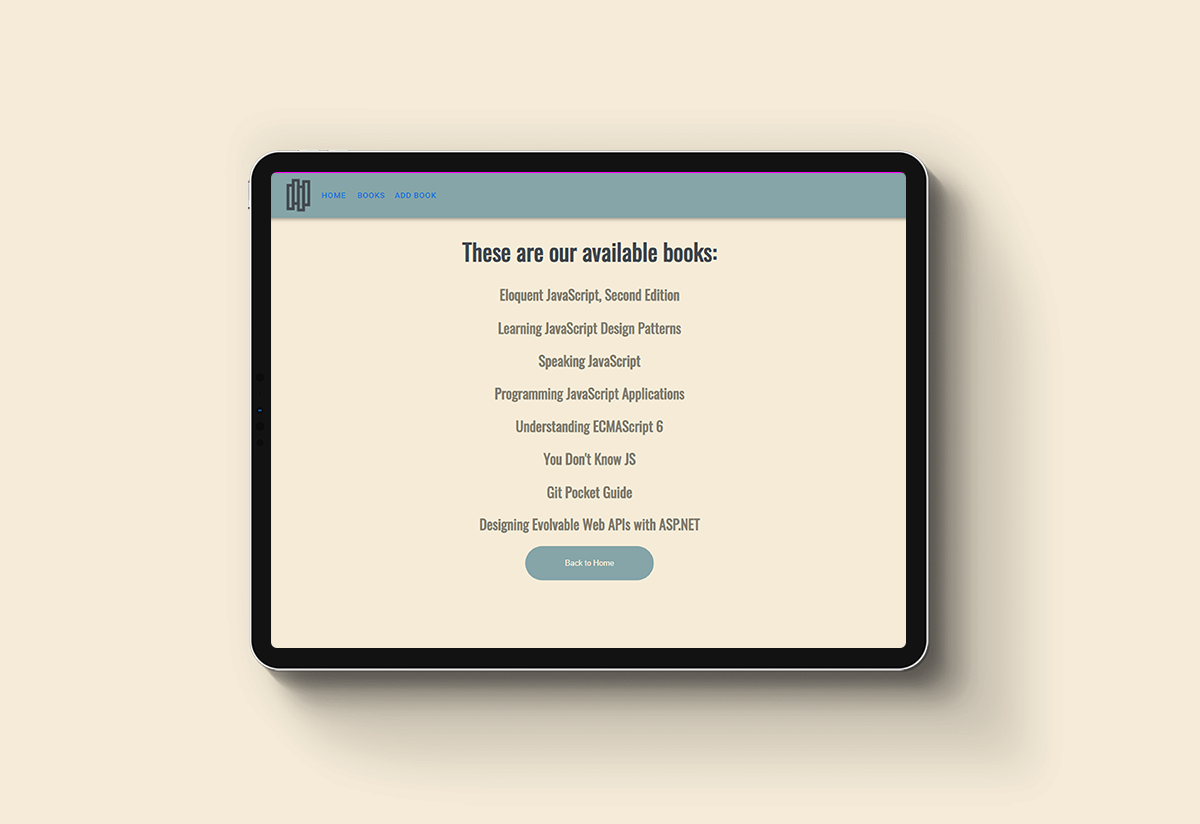 HOME BOOKS ADD BOOK
These are our available books:
Eloquent JavaScript, Second Edition
Learning JavaScript Design Patterns
Speaking JavaScript
Programming JavaScript Applications
Understanding ECMAScript 6
You Don't Know JS
Git Pocket Guide
Designing Evolvable Web APIs with ASP.NET
Back to Home